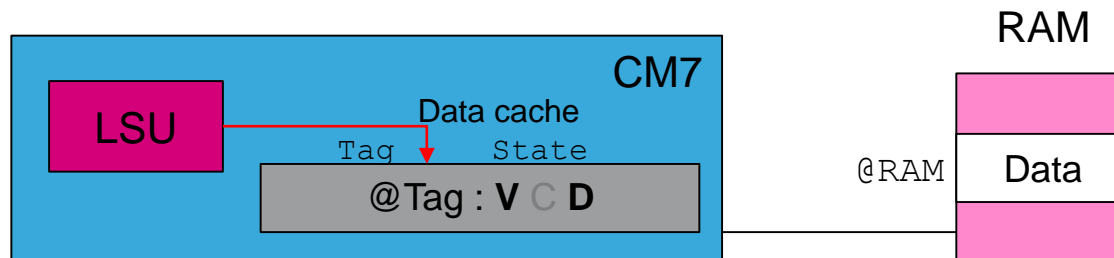 RAM
CM7
LSU
Data cache
Tag State
@Tag : V C D
@RAM
Data